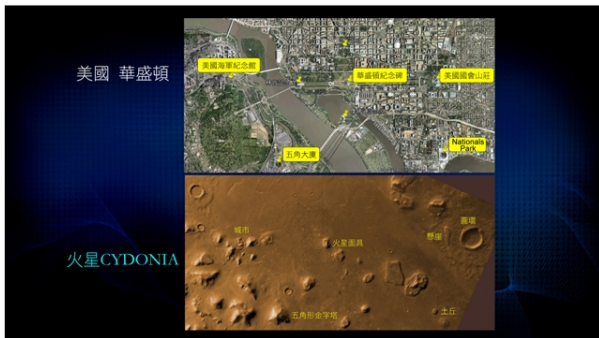 美國 華盛頓
美國海軍紀念館
華盛頓紀念碑
美國國會山莊
Nationals
Park
五角大廈
火星CYDONIA
城市
火星面具
懸崖
圓環
五角形金字塔
土丘